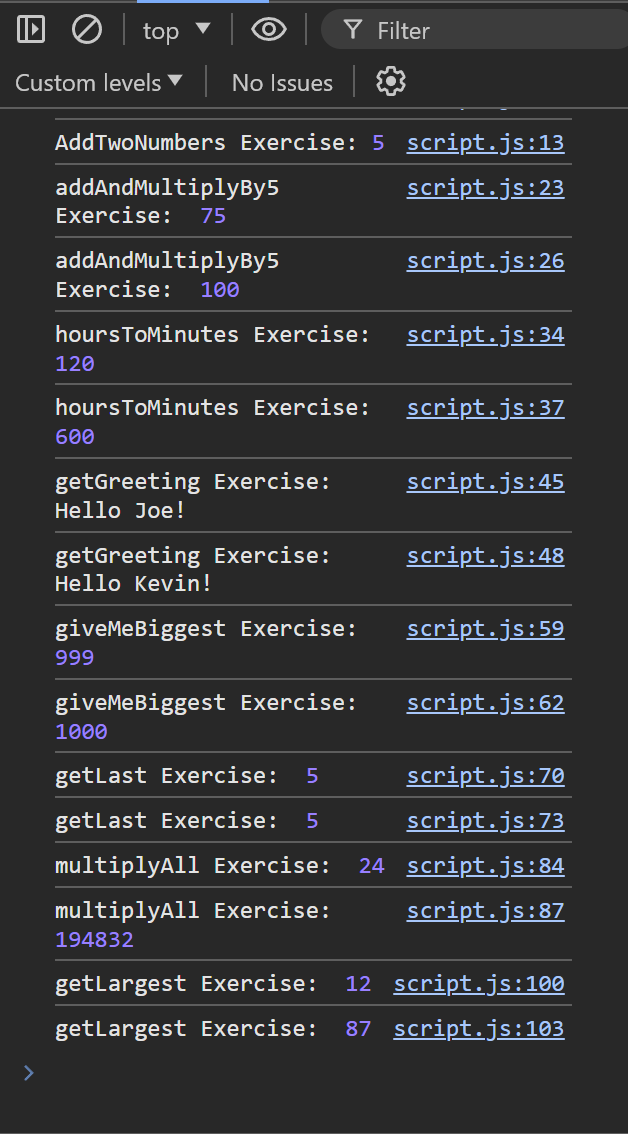 top Filter
Custom levels No Issues
AddTwoNumbers Exercise: 5 script.js:13
addAndMultiplyBy5 script.js:23
Exercise: 75
addAndMultiplyBy5 script.js:26
Exercise: 100
hoursToMinutes Exercise: script.js:34
120
hoursToMinutes Exercise: script.js:37
600
getGreeting Exercise: script.js:45
Hello Joe!
getGreeting Exercise: script.js:48
Hello Kevin!
giveMeBiggest Exercise: script.js:59
999
giveMeBiggest Exercise: script.js:62
1000
getLast Exercise: 5 script.js:70
getLast Exercise: 5 script.js:73
multiplyAll Exercise: 24 script.js:84
multiplyAll Exercise: script.js:87
194832
getLargest Exercise: 12 script.js:100
getLargest Exercise: 87 script.js:103